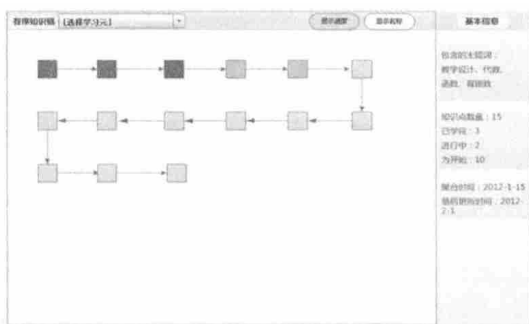 有序知识链 [选择学习元]
显示进度 显示名称
基本信息
包含的主题词：
教学设计、代数、
函数、幂函数
知识点数量：15
已学完：3
进行中：2
为开始：10
聚合时间：2012-1-15
最后更新时间：2012-
2-1